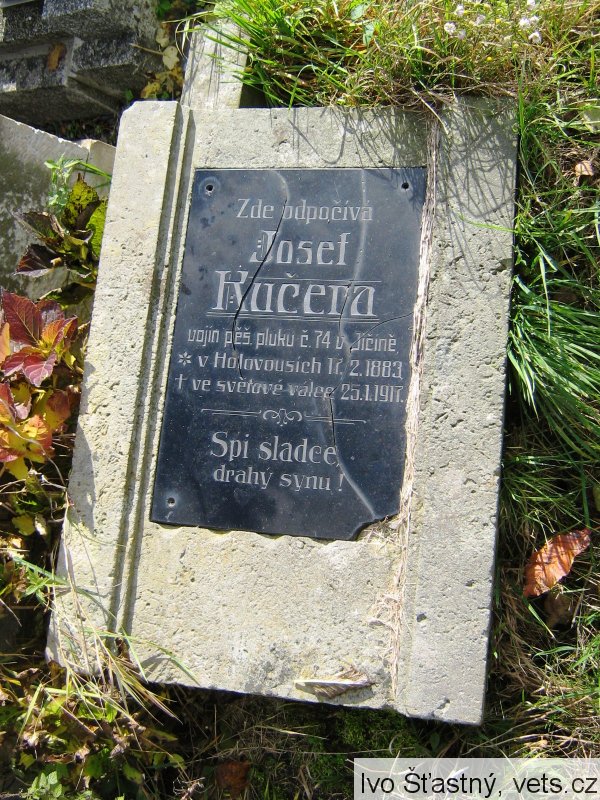 Zde odpočívá
Josef
Kučera
vojín pěš. pluku č. 74 v Jičíně,
* v Holovousích 17. 2. 1883,
† ve světové válce 25.1.1917.
Spi sladce,
drahý synu!
Ivo Šťastný, vets.cz